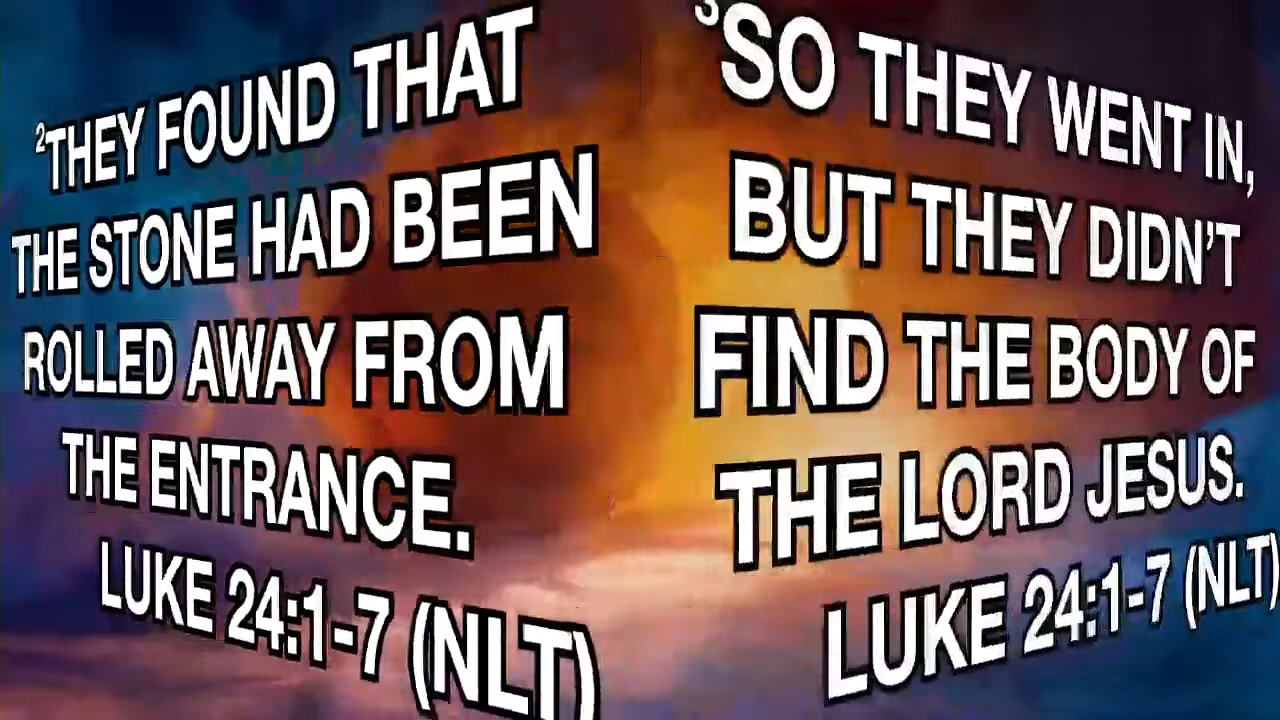 ²THEY FOUND THAT
THE STONE HAD BEEN
ROLLED AWAY FROM
THE ENTRANCE.
LUKE 24:1-7 (NLT)
³SO THEY WENT IN,
BUT THEY DIDN'T
FIND THE BODY OF
THE LORD JESUS.
LUKE 24:1-7 (NLT)